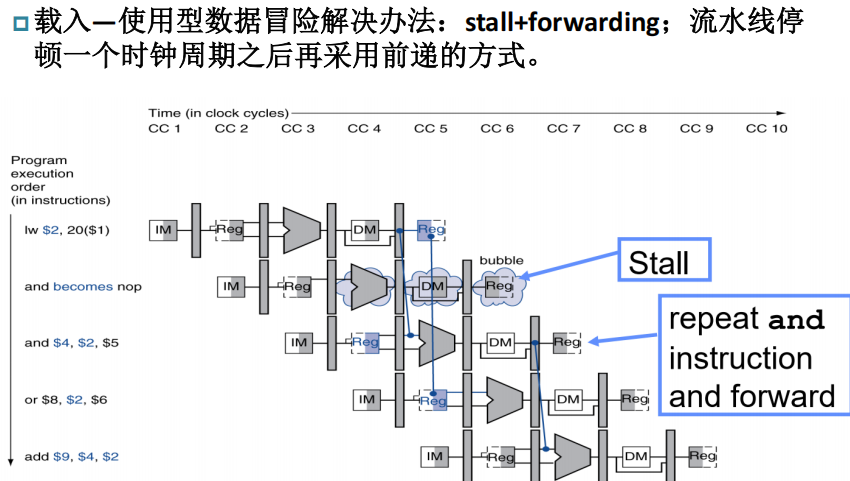 载入—使用型数据冒险解决办法：stall+forwarding；流水线停
顿一个时钟周期之后再采用前递的方式。
Time (in clock cycles)
CC 1 CC 2 CC 3 CC 4 CC 5 CC 6 CC 7 CC 8 CC 9 CC 10
Program
execution
order
(in instructions)
lw $2, 20($1)
IM Reg DM Reg
bubble
Stall
and becomes nop
IM Reg DM Reg
repeat and
instruction
and forward
and $4, $2, $5
IM Reg DM Reg
or $8, $2, $6
IM Reg DM Reg
add $9, $4, $2
IM Reg DM Reg